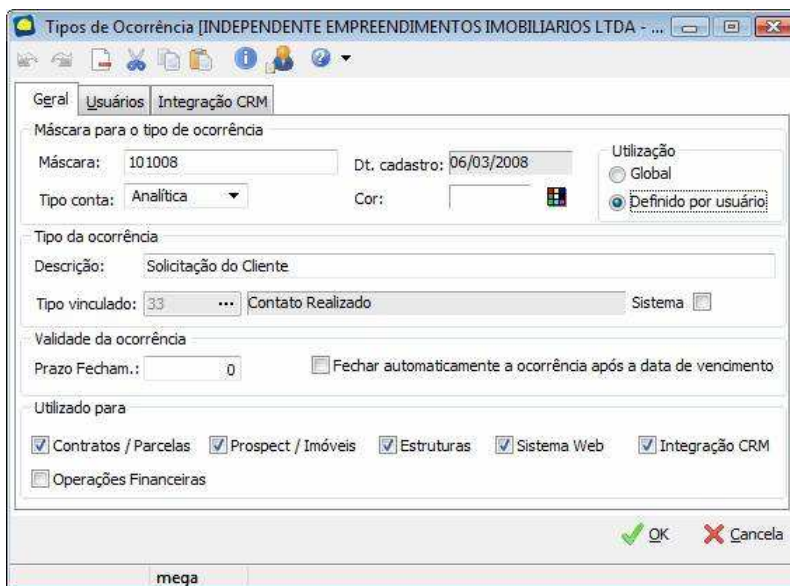 Tipos de Ocorrência [INDEPENDENTE EMPREENDIMENTOS IMOBILIARIOS LTDA - ...
Geral Usuários Integração CRM
Máscara para o tipo de ocorrência
Máscara: 101008 Dt. cadastro: 06/03/2008
Tipo conta: Analítica Cor:
Utilização
Global
Definido por usuário
Tipo da ocorrência
Descrição: Solicitação do Cliente
Tipo vinculado: 33 ... Contato Realizado Sistema
Validade da ocorrência
Prazo Fecham.: 0 Fechar automaticamente a ocorrência após a data de vencimento
Utilizado para
Contratos / Parcelas Prospect / Imóveis Estruturas Sistema Web Integração CRM
Operações Financeiras
OK Cancela
mega